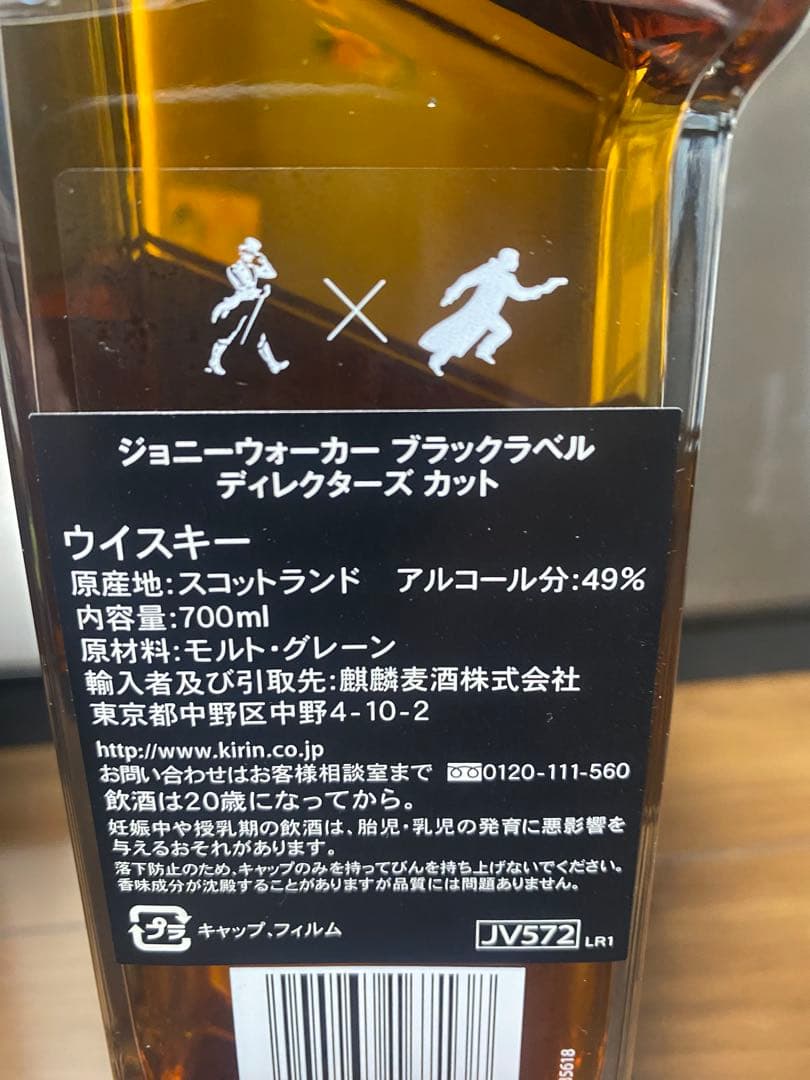 ジョニーウォーカー ブラックラベル
ディレクターズ カット
ウイスキー
原産地:スコットランド アルコール分:49%
内容量:700ml
原材料:モルト・グレーン
輸入者及び引取先:麒麟麦酒株式会社
東京都中野区中野4-10-2
http://www.kirin.co.jp
お問い合わせはお客様相談室まで 0120-111-560
飲酒は20歳になってから。
妊娠中や授乳期の飲酒は、胎児・乳児の発育に悪影響を
与えるおそれがあります。
落下防止のため、キャップのみを持ってびんを持ち上げないでください。
香味成分が沈殿することがありますが品質には問題ありません。
プラ キャップ、フィルム
JV572 LR1
5618